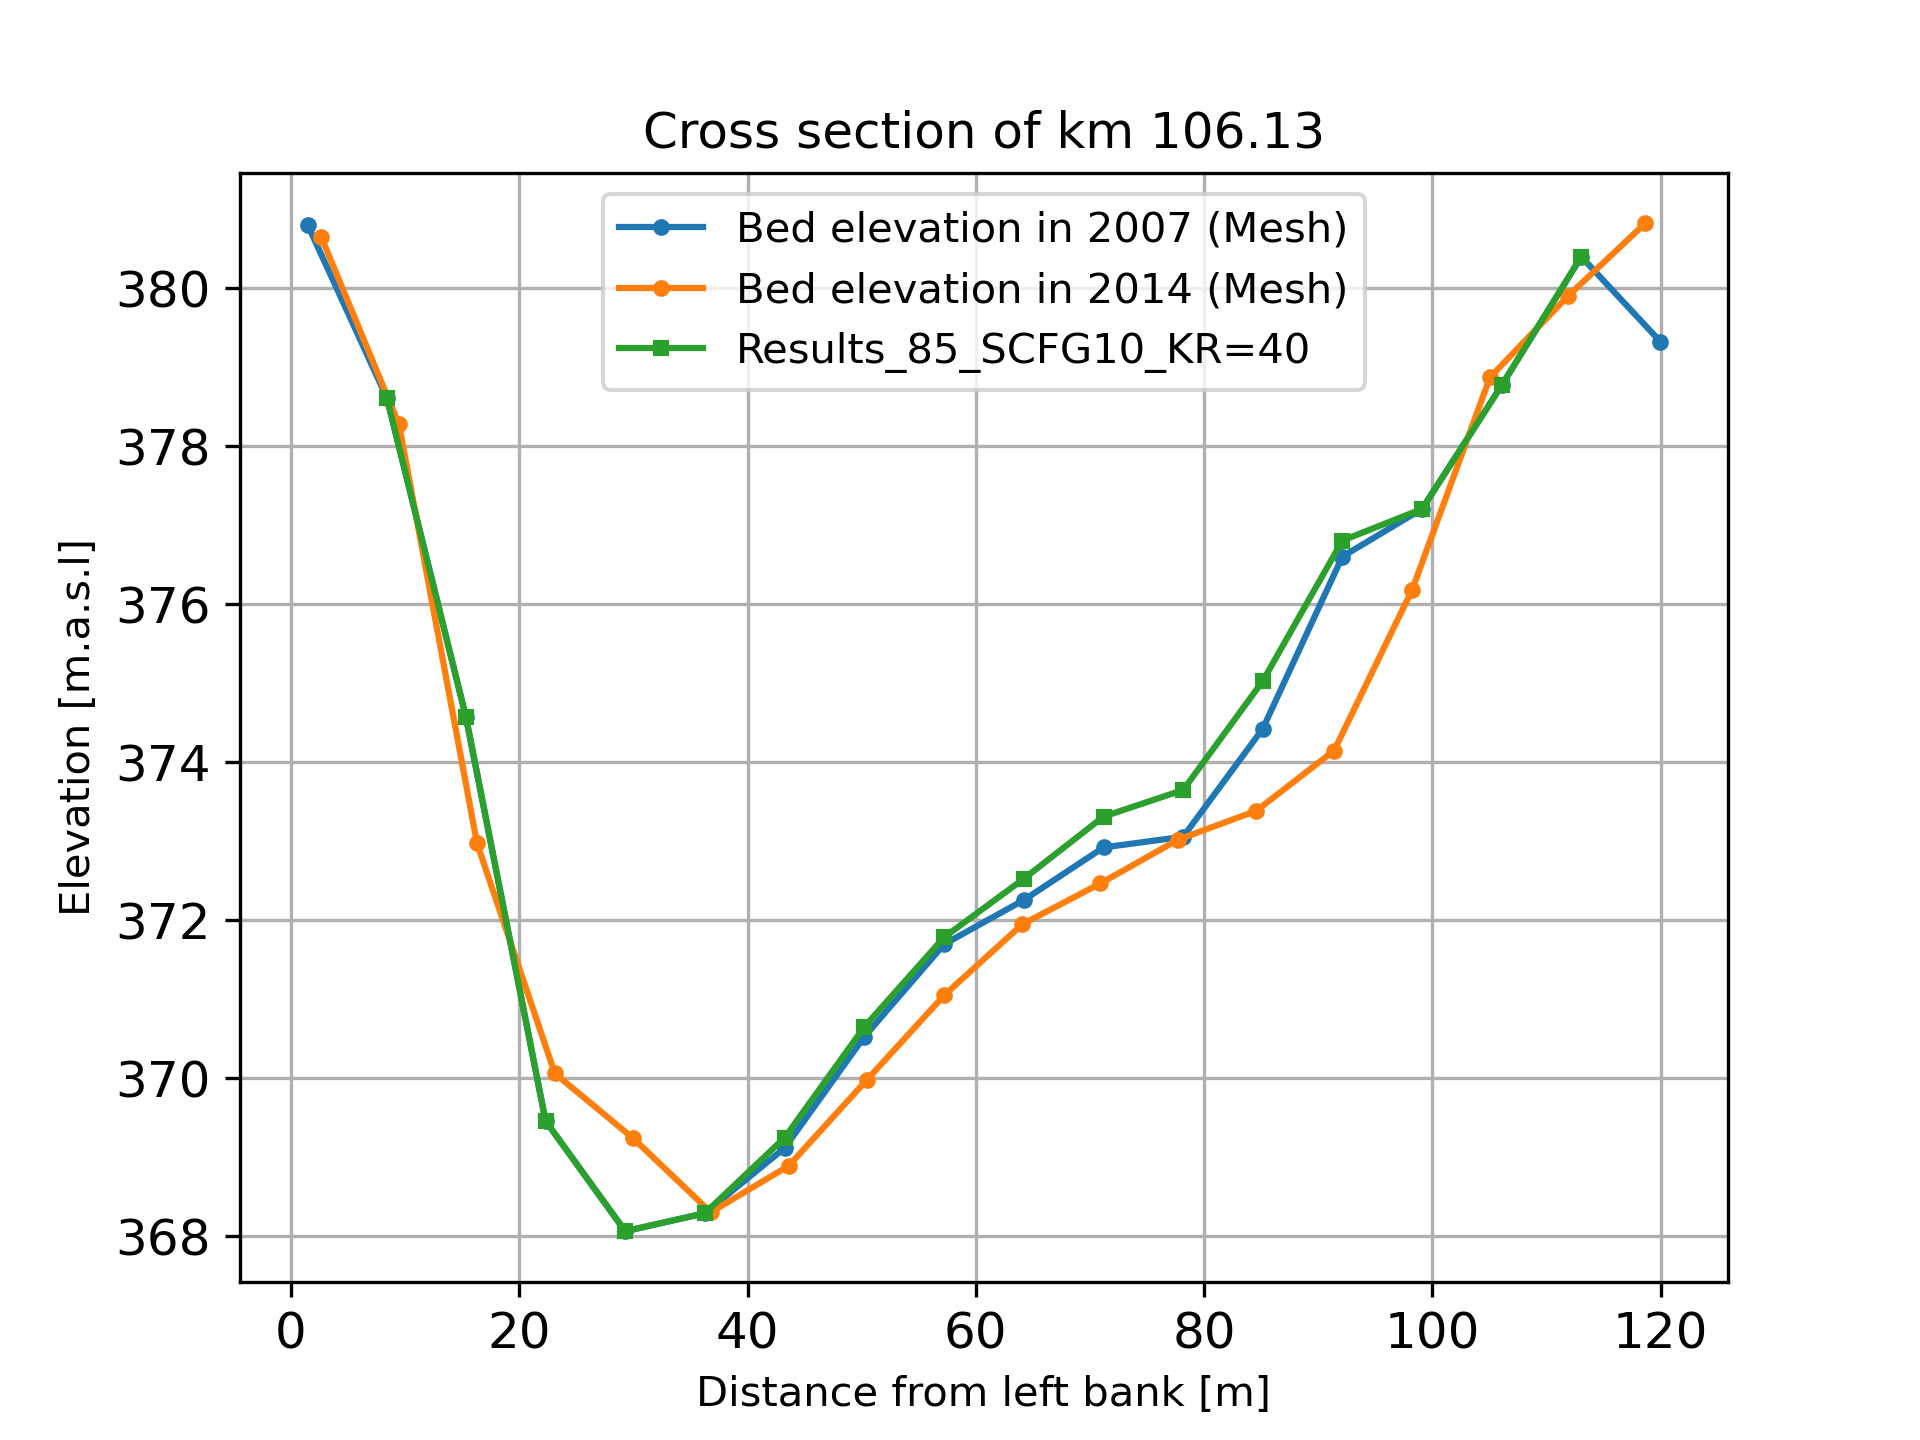 Cross section of km 106.13
Bed elevation in 2007 (Mesh)
Bed elevation in 2014 (Mesh)
Results_85_SCFG10_KR=40
380
378
376
374
372
370
368
Elevation [m.a.s.l]
0 20 40 60 80 100 120
Distance from left bank [m]